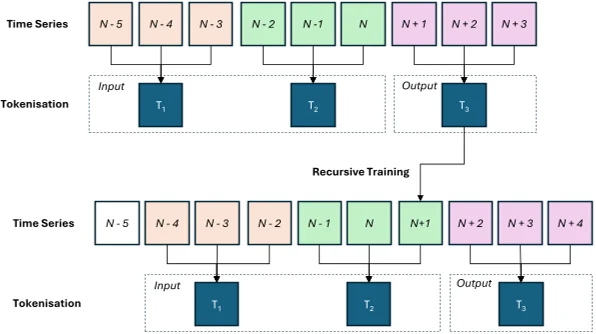 Time Series N - 5 N - 4 N - 3 N - 2 N -1 N N + 1 N + 2 N + 3
Input Output
Tokenisation T1 T2 T3
Recursive Training
Time Series N - 5 N - 4 N - 3 N - 2 N - 1 N N+1 N + 2 N + 3 N + 4
Input Output
Tokenisation T1 T2 T3